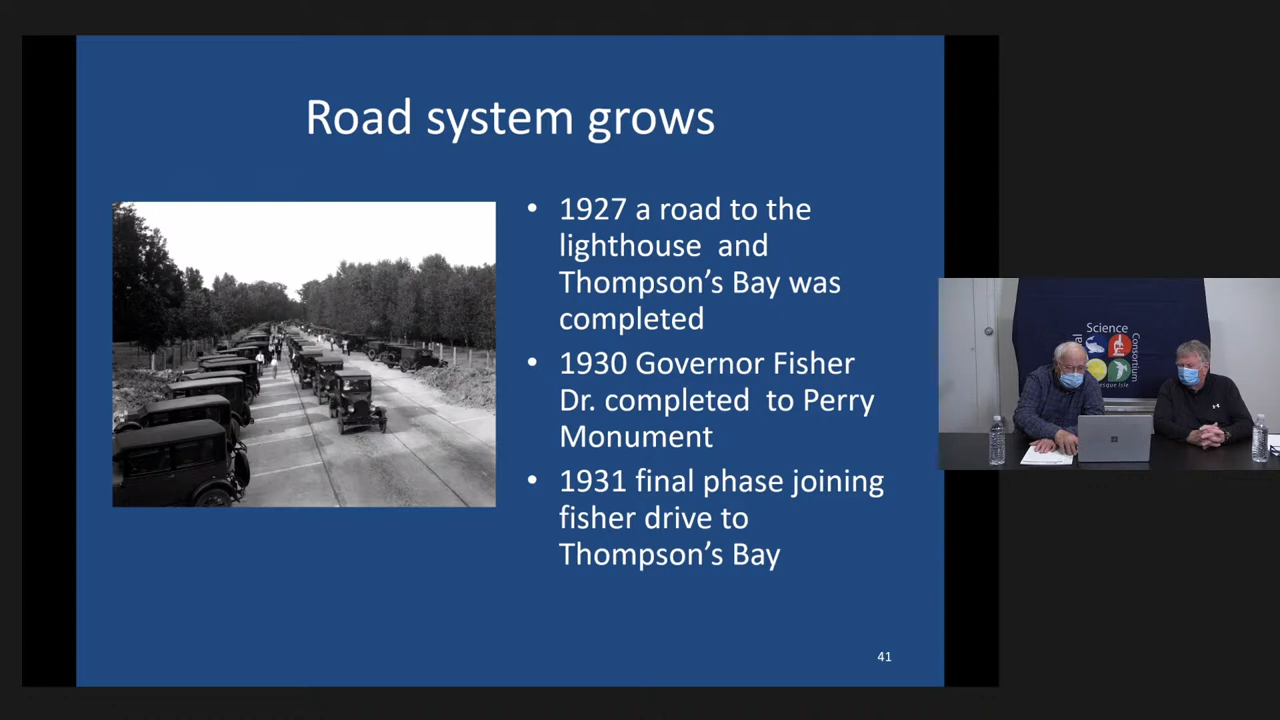 Road system grows
• 1927 a road to the
lighthouse and
Thompson’s Bay was
completed
• 1930 Governor Fisher
Dr. completed to Perry
Monument
• 1931 final phase joining
fisher drive to
Thompson’s Bay
41
Science
Consortium